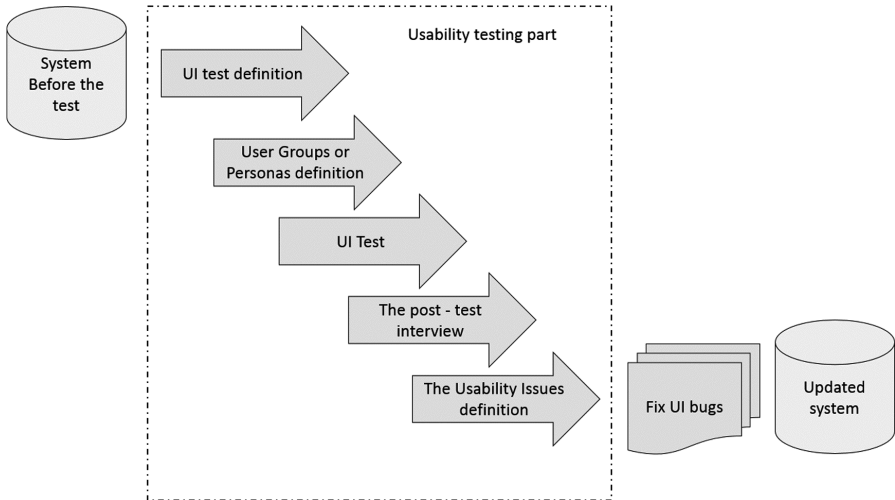 System
Before the
test
Usability testing part
UI test definition
User Groups or
Personas definition
UI Test
The post - test
interview
The Usability Issues
definition
Fix UI bugs
Updated
system